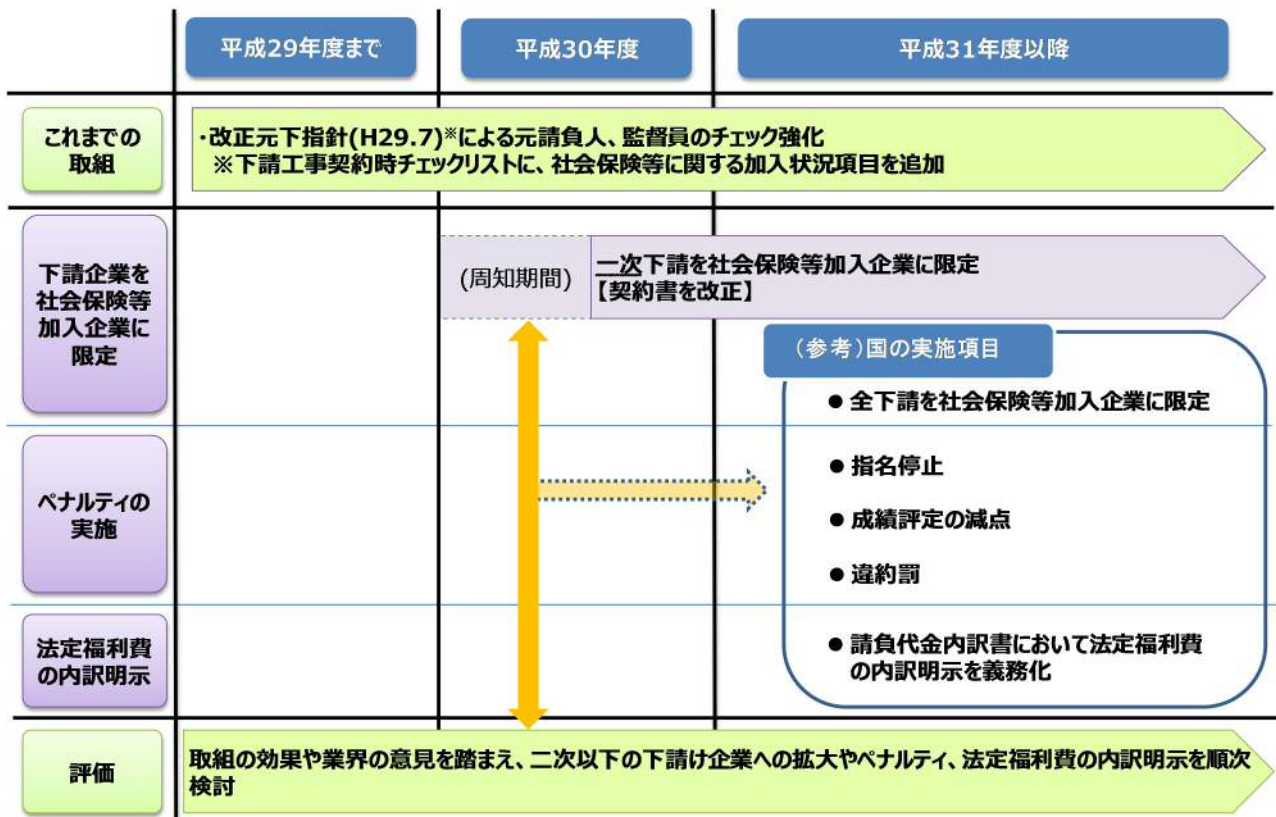 平成29年度まで
平成30年度
平成31年度以降
これまでの
取組
・改正元下指針(H29.7)※による元請負人、監督員のチェック強化
※下請工事契約時チェックリストに、社会保険等に関する加入状況項目を追加
下請企業を
社会保険等
加入企業に
限定
(周知期間)
一次下請を社会保険等加入企業に限定
【契約書を改正】
(参考)国の実施項目
● 全下請を社会保険等加入企業に限定
ペナルティの
実施
● 指名停止
● 成績評定の減点
● 違約罰
法定福利費
の内訳明示
● 請負代金内訳書において法定福利費
の内訳明示を義務化
評価
取組の効果や業界の意見を踏まえ、二次以下の下請け企業への拡大やペナルティ、法定福利費の内訳明示を順次
検討